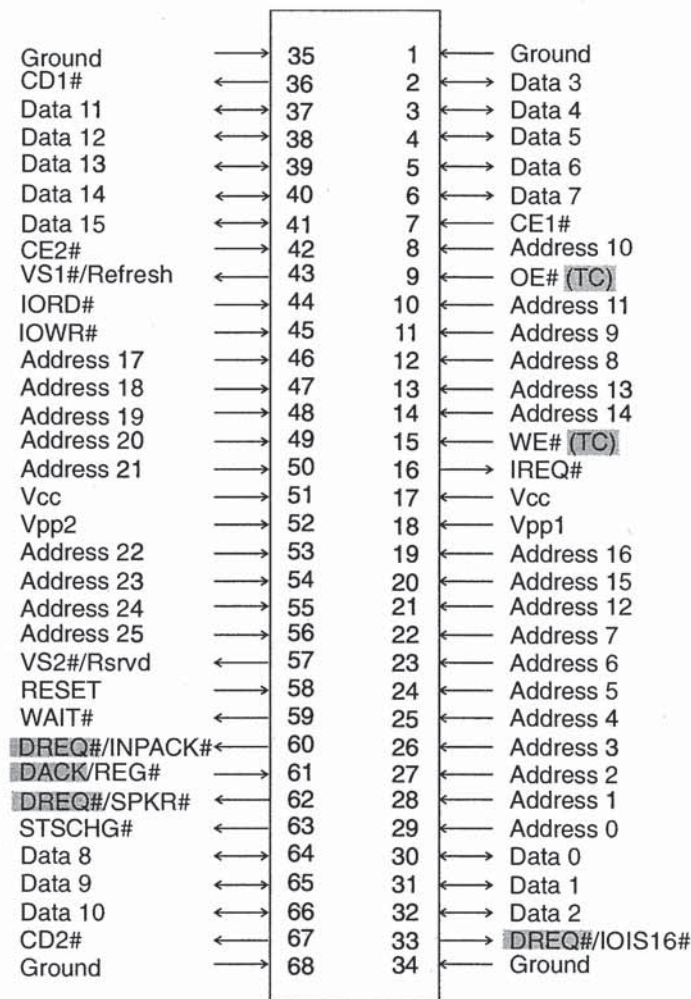 Ground 35 1 Ground
CD1# 36 2 Data 3
Data 11 37 3 Data 4
Data 12 38 4 Data 5
Data 13 39 5 Data 6
Data 14 40 6 Data 7
Data 15 41 7 CE1#
CE2# 42 8 Address 10
VS1#/Refresh 43 9 OE# (TC)
IORD# 44 10 Address 11
IOWR# 45 11 Address 9
Address 17 46 12 Address 8
Address 18 47 13 Address 13
Address 19 48 14 Address 14
Address 20 49 15 WE# (TC)
Address 21 50 16 IREQ#
Vcc 51 17 Vcc
Vpp2 52 18 Vpp1
Address 22 53 19 Address 16
Address 23 54 20 Address 15
Address 24 55 21 Address 12
Address 25 56 22 Address 7
VS2#/Rsrvd 57 23 Address 6
RESET 58 24 Address 5
WAIT# 59 25 Address 4
DREQ#/INPACK# 60 26 Address 3
DACK/REG# 61 27 Address 2
DREQ#/SPKR# 62 28 Address 1
STSCHG# 63 29 Address 0
Data 8 64 30 Data 0
Data 9 65 31 Data 1
Data 10 66 32 Data 2
CD2# 67 33 DREQ#/IOIS16#
Ground 68 34 Ground